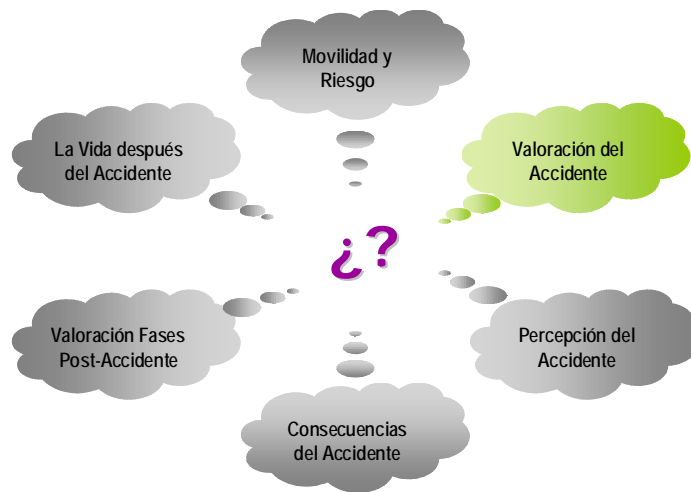 Movilidad y
Riesgo
La Vida después
del Accidente
Valoración del
Accidente
¿?
Valoración Fases
Post-Accidente
Percepción del
Accidente
Consecuencias
del Accidente